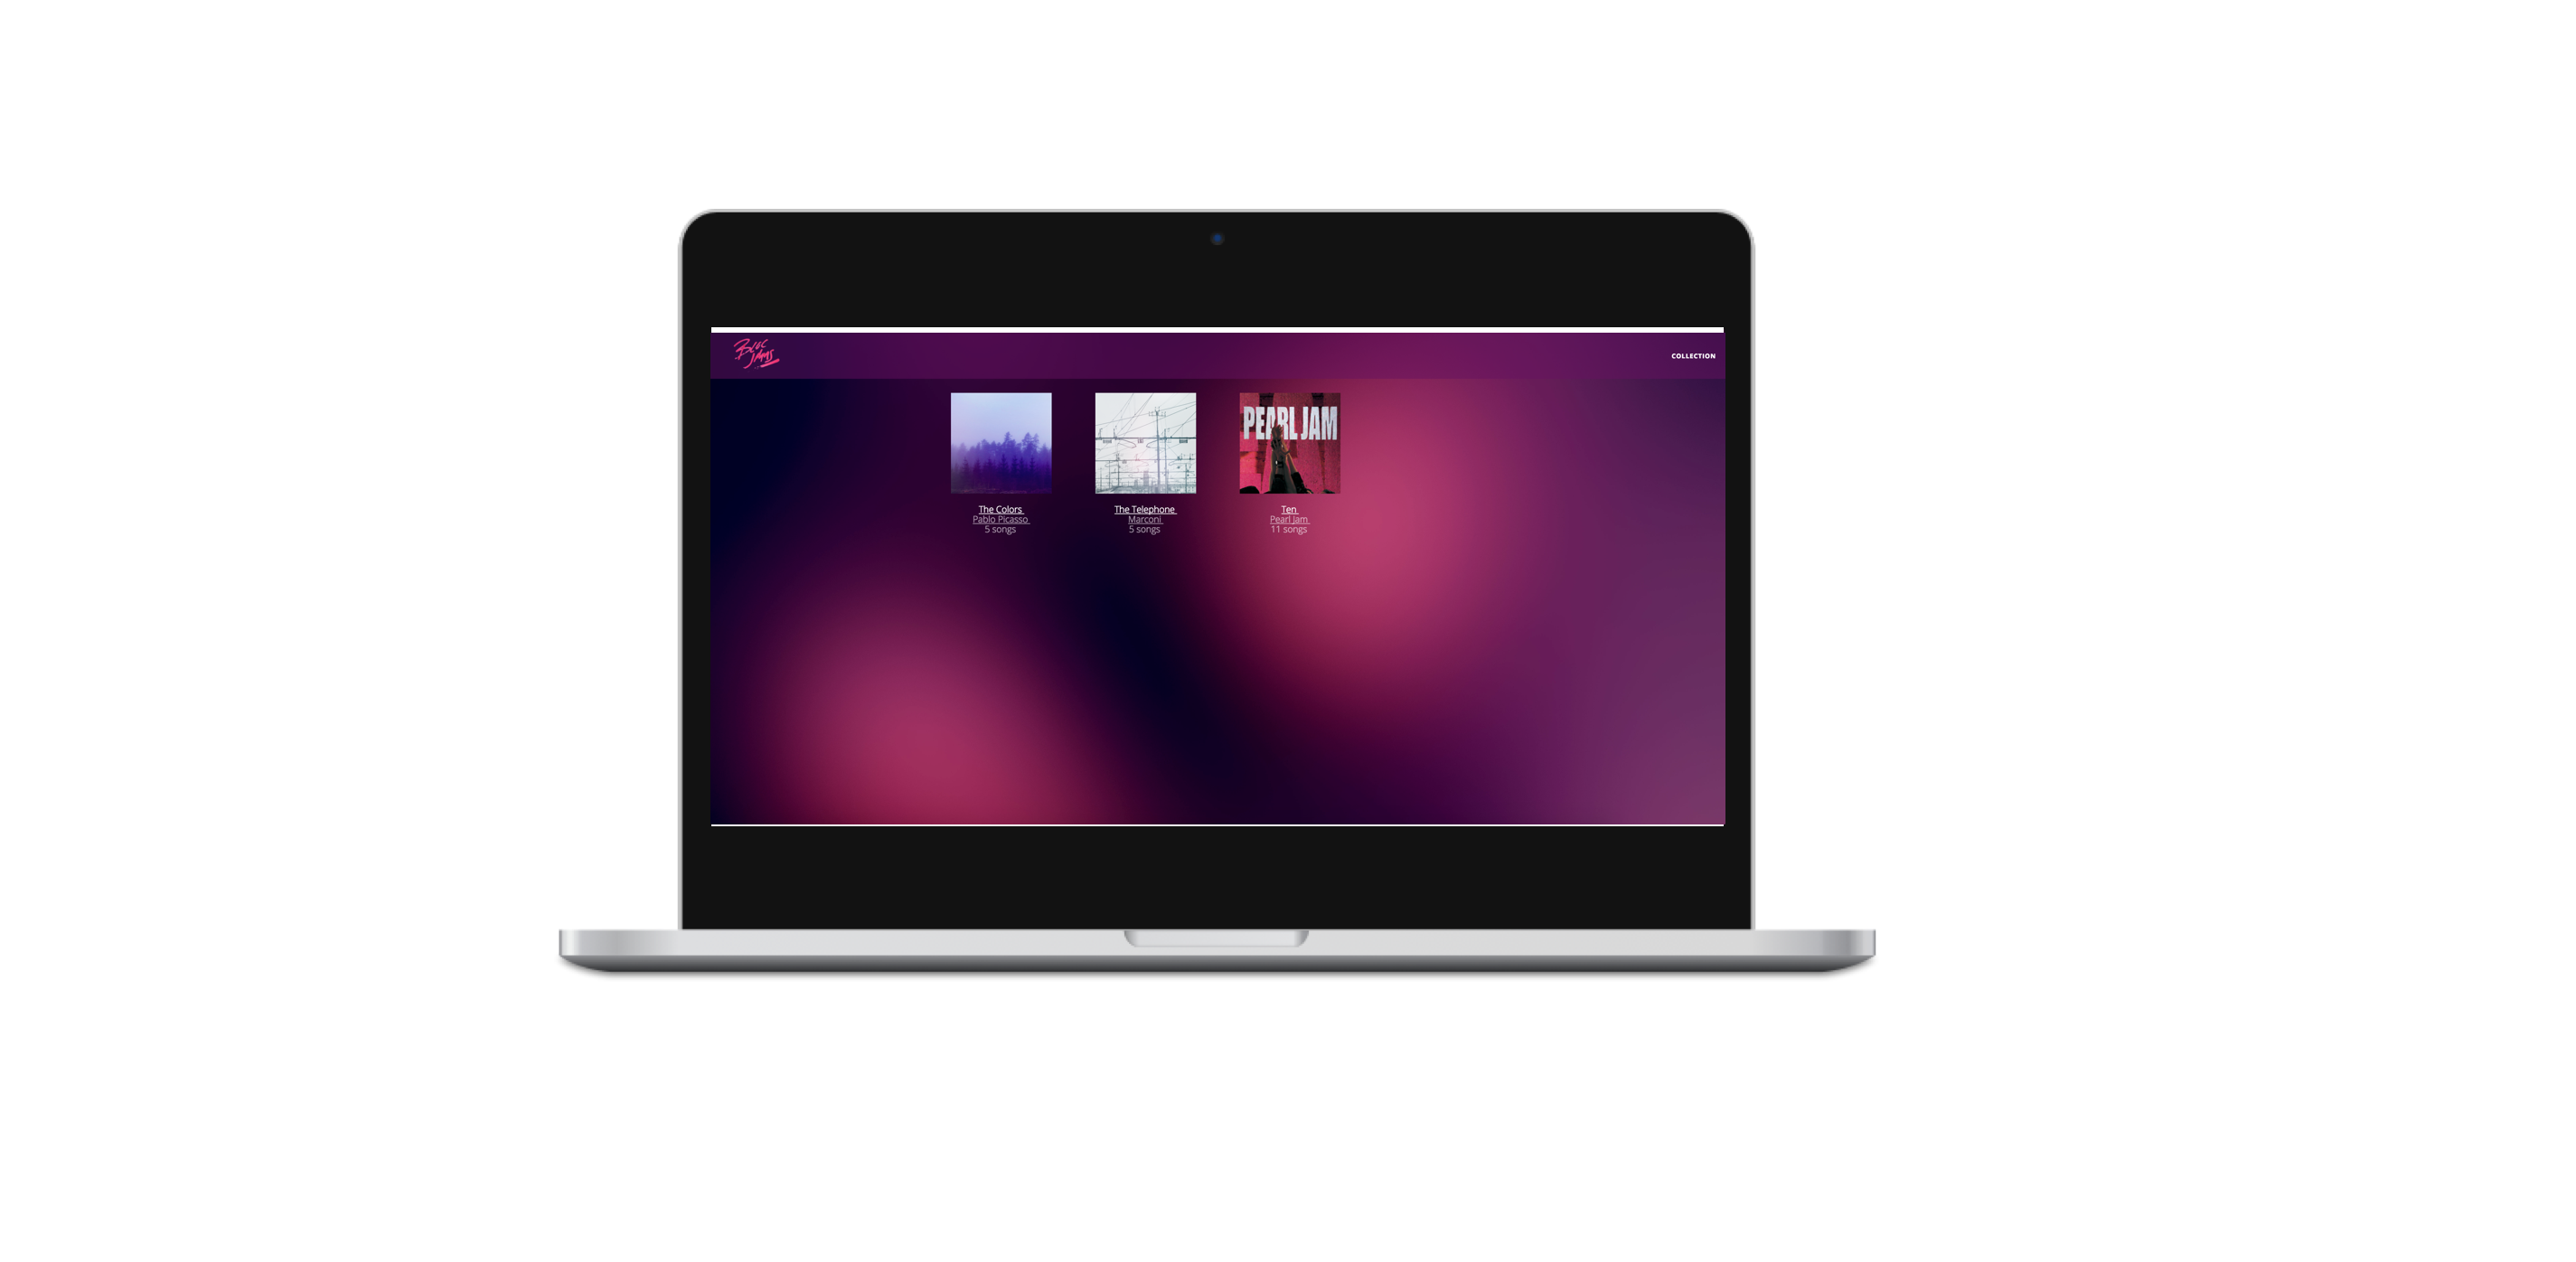 BLOC
JAMS
COLLECTION
PEARL JAM
The Colors
Pablo Picasso
5 songs
The Telephone
Marconi
5 songs
Ten
Pearl Jam
11 songs